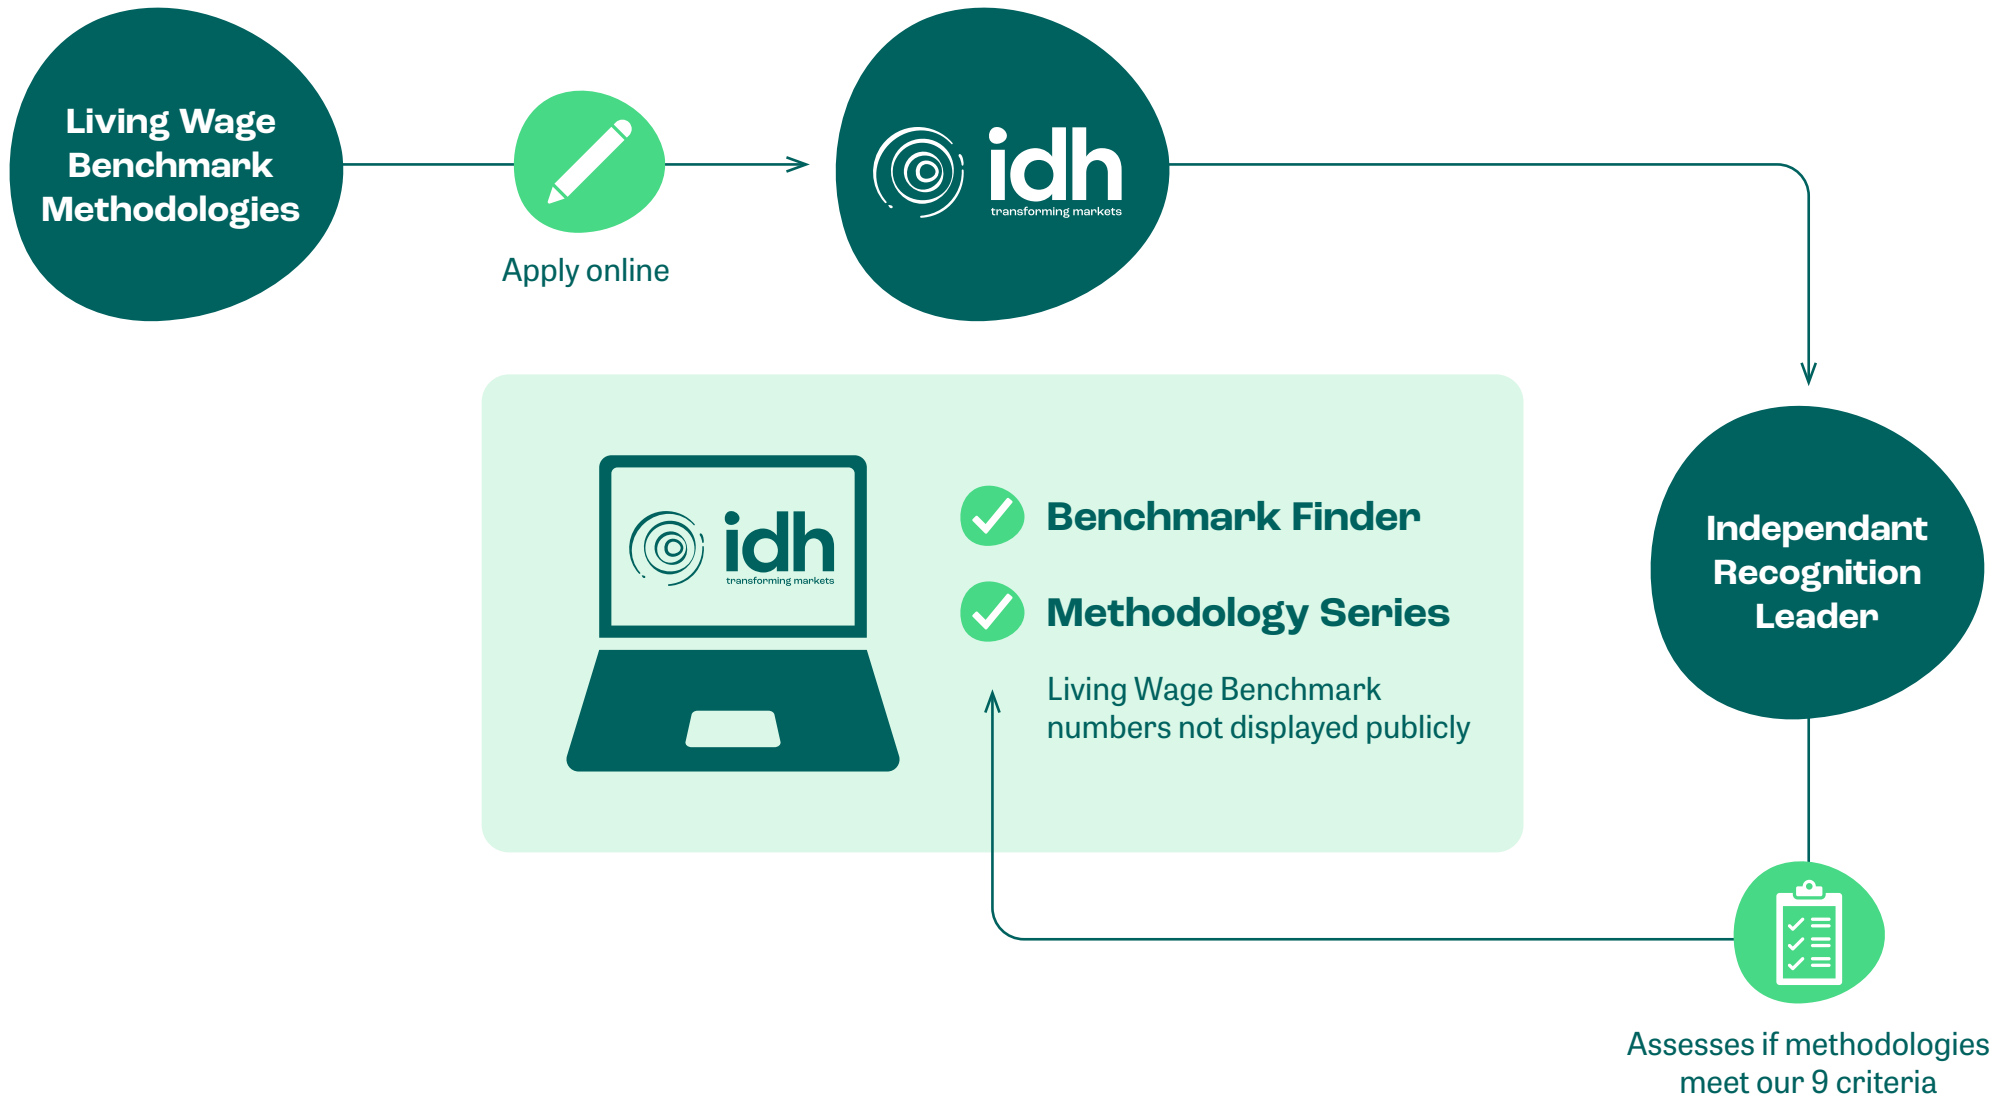 Living Wage
Benchmark
Methodologies
Apply online
idh
transforming markets
Independant
Recognition
Leader
Assesses if methodologies
meet our 9 criteria
idh
transforming markets
Benchmark Finder
Methodology Series
Living Wage Benchmark
numbers not displayed publicly